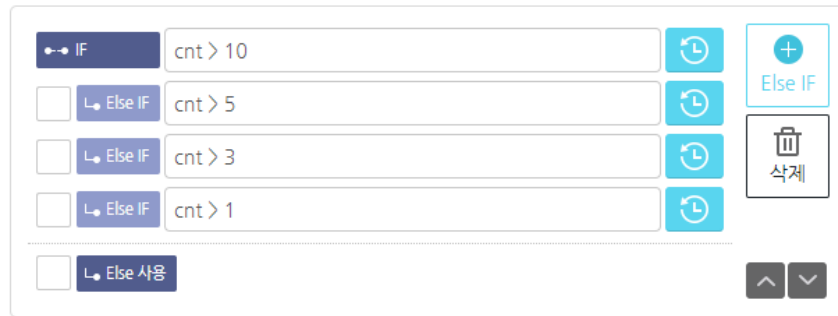 IF cnt > 10
Else IF cnt > 5
Else IF cnt > 3
Else IF cnt > 1
Else 사용
Else IF
삭제